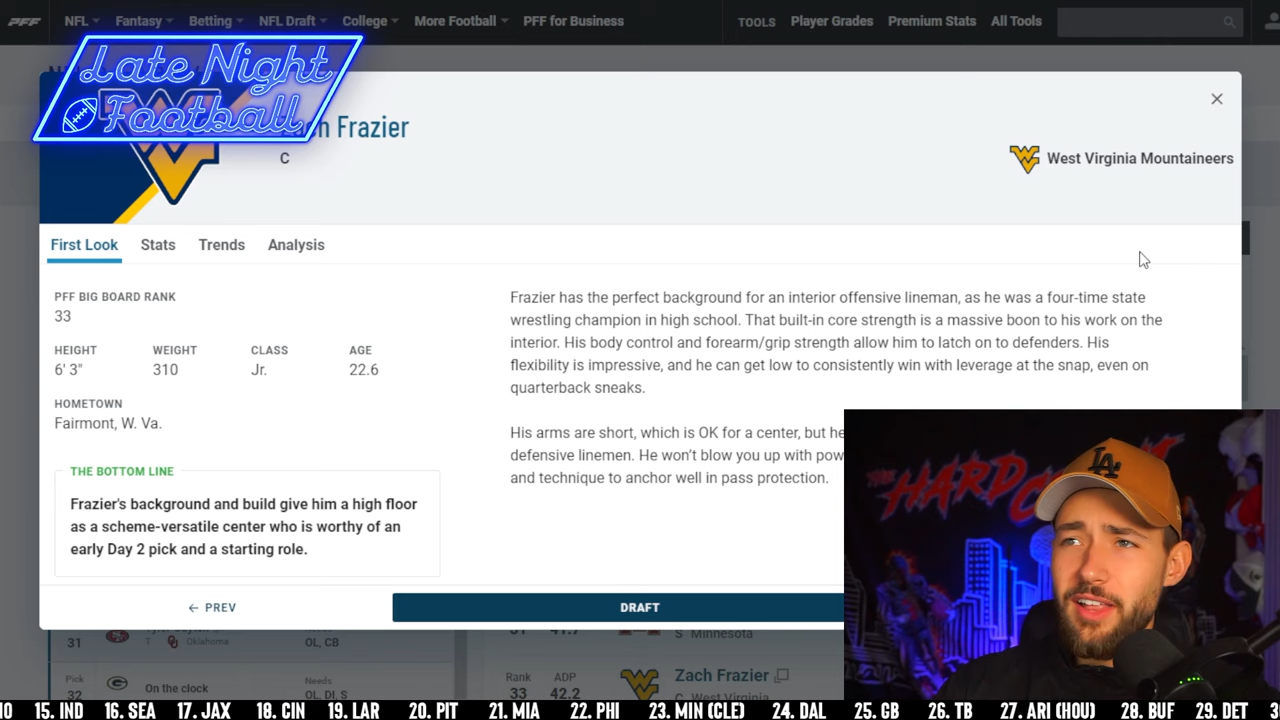 PFF
NFL
Fantasy
Betting
NFL Draft
College
More Football
PFF for Business
TOOLS
Player Grades
Premium Stats
All Tools
Late Night
Football
Frazier
C
West Virginia Mountaineers
First Look
Stats
Trends
Analysis
PFF BIG BOARD RANK
33
HEIGHT WEIGHT CLASS AGE
6' 3" 310 Jr. 22.6
HOMETOWN
Fairmont, W. Va.
THE BOTTOM LINE
Frazier's background and build give him a high floor
as a scheme-versatile center who is worthy of an
early Day 2 pick and a starting role.
Frazier has the perfect background for an interior offensive lineman, as he was a four-time state
wrestling champion in high school. That built-in core strength is a massive boon to his work on the
interior. His body control and forearm/grip strength allow him to latch on to defenders. His
flexibility is impressive, and he can get low to consistently win with leverage at the snap, even on
quarterback sneaks.
His arms are short, which is OK for a center, but he
defensive linemen. He won't blow you up with pow
and technique to anchor well in pass protection.
← PREV
DRAFT
31
T Oklahoma
OL, CB
Pick
32
On the clock
Needs
OL, DI, S
S Minnesota
Rank ADP
33 42.2
Zach Frazier
C West Virginia
THE HARD C
LA
10 15. IND 16. SEA 17. JAX 18. CIN 19. LAR 20. PIT 21. MIA 22. PHI 23. MIN (CLE) 24. DAL 25. GB 26. TB 27. ARI (HOU) 28. BUF 29. DET 3